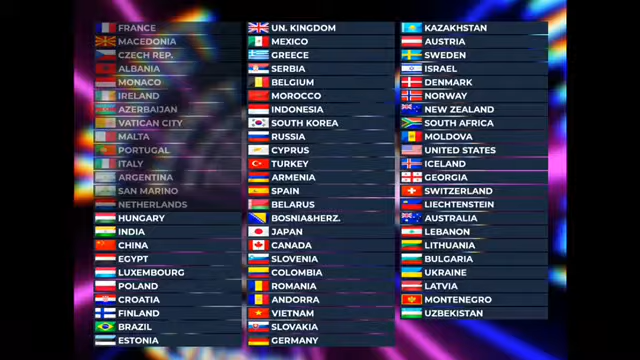 FRANCE
MACEDONIA
CZECH REP.
ALBANIA
MONACO
IRELAND
AZERBAIJAN
VATICAN CITY
MALTA
PORTUGAL
ITALY
ARGENTINA
SAN MARINO
NETHERLANDS
HUNGARY
INDIA
CHINA
EGYPT
LUXEMBOURG
POLAND
CROATIA
FINLAND
BRAZIL
ESTONIA
UN. KINGDOM
MEXICO
GREECE
SERBIA
BELGIUM
MOROCCO
INDONESIA
SOUTH KOREA
RUSSIA
CYPRUS
TURKEY
ARMENIA
SPAIN
BELARUS
BOSNIA&HERZ.
JAPAN
CANADA
SLOVENIA
COLOMBIA
ROMANIA
ANDORRA
VIETNAM
SLOVAKIA
GERMANY
KAZAKHSTAN
AUSTRIA
SWEDEN
ISRAEL
DENMARK
NORWAY
NEW ZEALAND
SOUTH AFRICA
MOLDOVA
UNITED STATES
ICELAND
GEORGIA
SWITZERLAND
LIECHTENSTEIN
AUSTRALIA
LEBANON
LITHUANIA
BULGARIA
UKRAINE
LATVIA
MONTENEGRO
UZBEKISTAN